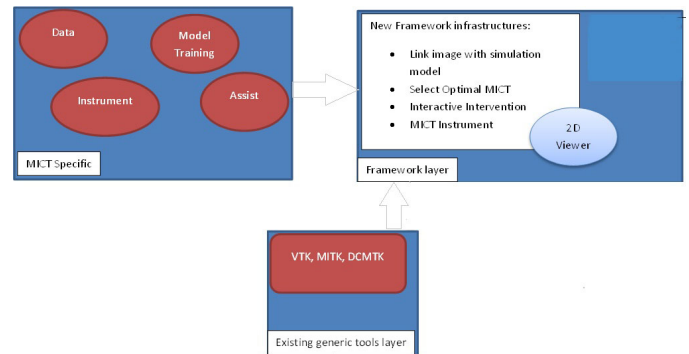 Data
Model
Training
Instrument
Assist
MICT Specific
New Framework infrastructures:
• Link image with simulation
model
• Select Optimal MICT
• Interactive Intervention
• MICT Instrument
2D
Viewer
Framework layer
VTK, MITK, DCMTK
Existing generic tools layer